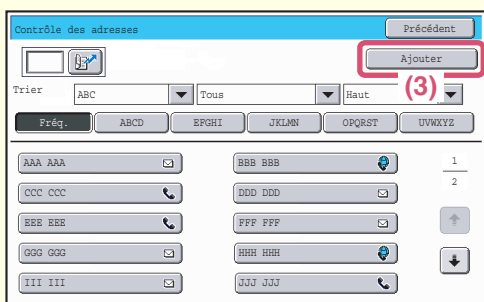 Contrôle des adresses Précédent
Ajouter
Trier ABC Tous Haut (3)
Fréq. ABCD EFGHI JKLMN OPQRST UVWXYZ
AAA AAA BBB BBB 1
CCC CCC DDD DDD 2
EEE EEE FFF FFF
GGG GGG HHH HHH
III III JJJ JJJ